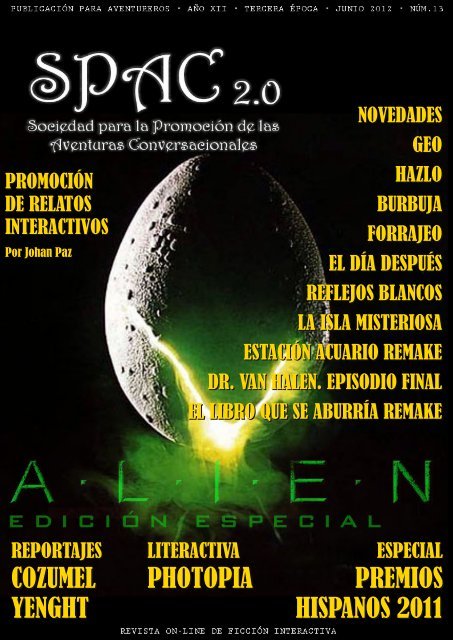 PUBLICACIÓN PARA AVENTUREROS · AÑO XII · TERCERA ÉPOCA · JUNIO 2012 · NÚM.13
SPAC 2.0
Sociedad para la Promoción de las
Aventuras Conversacionales
PROMOCIÓN
DE RELATOS
INTERACTIVOS
Por Johan Paz
NOVEDADES
GEO
HAZLO
BURBUJA
FORRAJEO
EL DÍA DESPUÉS
REFLEJOS BLANCOS
LA ISLA MISTERIOSA
ESTACIÓN ACUARIO REMAKE
DR. VAN HALEN. EPISODIO FINAL
EL LIBRO QUE SE ABURRÍA REMAKE
A·L·I·E·N
EDICIÓN ESPECIAL
REPORTAJES
COZUMEL
YENGHT
LITERACTIVA
PHOTOPIA
ESPECIAL
PREMIOS
HISPANOS 2011
REVISTA ON-LINE DE FICCIÓN INTERACTIVA